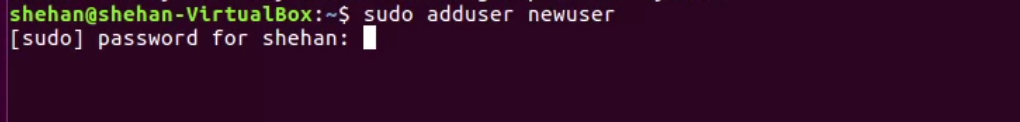 shehan@shehan-VirtualBox:~$ sudo adduser newuser
[sudo] password for shehan: